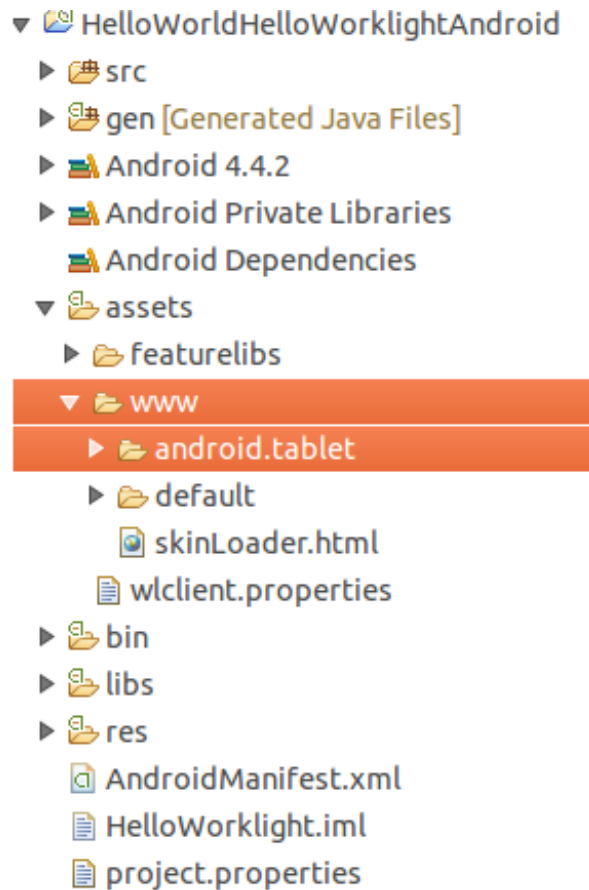 HelloWorldHelloWorklightAndroid
src
gen [Generated Java Files]
Android 4.4.2
Android Private Libraries
Android Dependencies
assets
featurelibs
www
android.tablet
default
skinLoader.html
wlclient.properties
bin
libs
res
AndroidManifest.xml
HelloWorklight.iml
project.properties